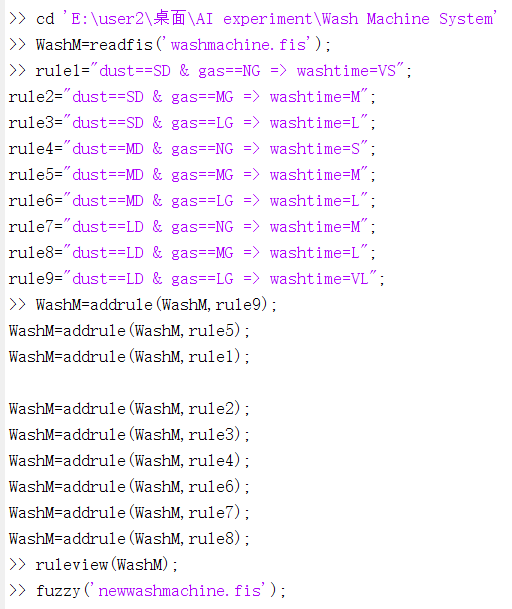 >> cd 'E:\user2\桌面\AI experiment\Wash Machine System'
>> WashM=readfis('washmachine.fis');
>> rule1="dust==SD & gas==NG => washtime=VS";
rule2="dust==SD & gas==MG => washtime=M";
rule3="dust==SD & gas==LG => washtime=L";
rule4="dust==MD & gas==NG => washtime=S";
rule5="dust==MD & gas==MG => washtime=M";
rule6="dust==MD & gas==LG => washtime=L";
rule7="dust==LD & gas==NG => washtime=M";
rule8="dust==LD & gas==MG => washtime=L";
rule9="dust==LD & gas==LG => washtime=VL";
>> WashM=addrule(WashM,rule9);
WashM=addrule(WashM,rule5);
WashM=addrule(WashM,rule1);
WashM=addrule(WashM,rule2);
WashM=addrule(WashM,rule3);
WashM=addrule(WashM,rule4);
WashM=addrule(WashM,rule6);
WashM=addrule(WashM,rule7);
WashM=addrule(WashM,rule8);
>> ruleview(WashM);
>> fuzzy('newwashmachine.fis');